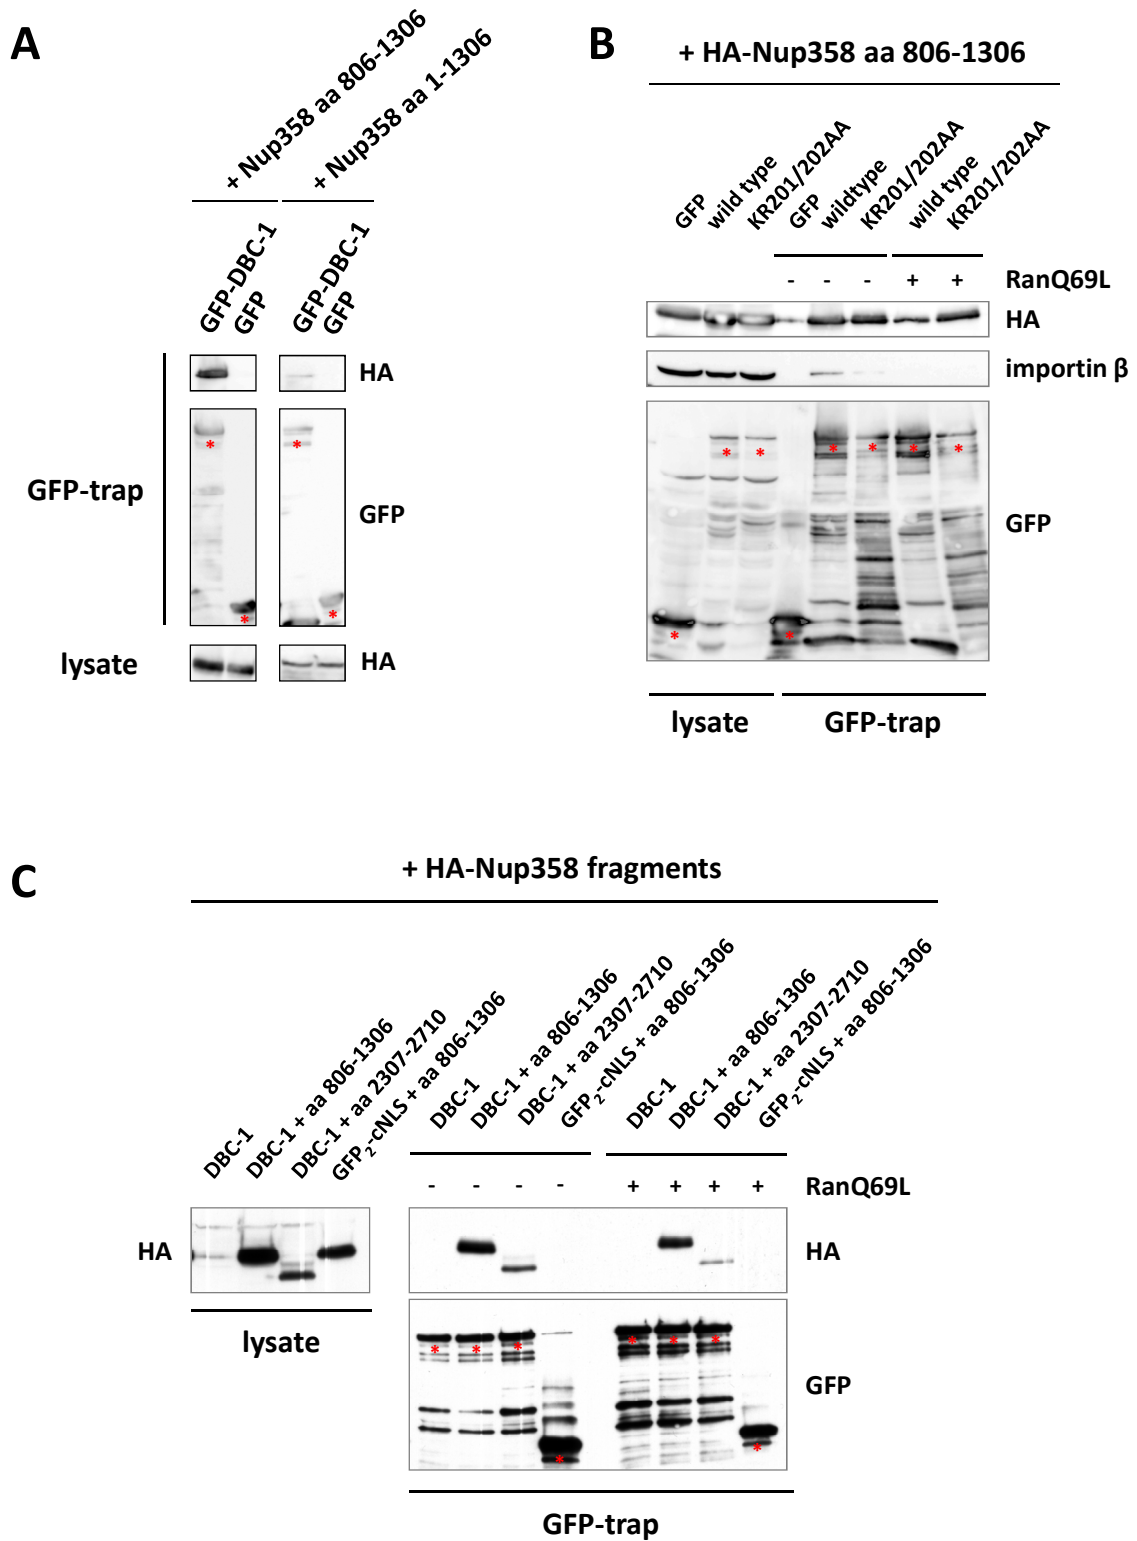 A
+ Nup358 aa 806-1306
+ Nup358 aa 1-1306
GFP-DBC-1
GFP
GFP-DBC-1
GFP
HA
GFP-trap
GFP
lysate
HA
B
+ HA-Nup358 aa 806-1306
GFP
wild type
KR201/202AA
GFP
wildtype
KR201/202AA
wild type
KR201/202AA
- - - + + RanQ69L
HA
importin β
GFP
lysate
GFP-trap
C
+ HA-Nup358 fragments
DBC-1
DBC-1 + aa 806-1306
DBC-1 + aa 2307-2710
GFP₂-cNLS + aa 806-1306
DBC-1
DBC-1 + aa 806-1306
DBC-1 + aa 2307-2710
GFP₂-cNLS + aa 806-1306
DBC-1
DBC-1 + aa 806-1306
DBC-1 + aa 2307-2710
GFP₂-cNLS + aa 806-1306
- - - - + + + + RanQ69L
HA
HA
lysate
GFP
GFP-trap